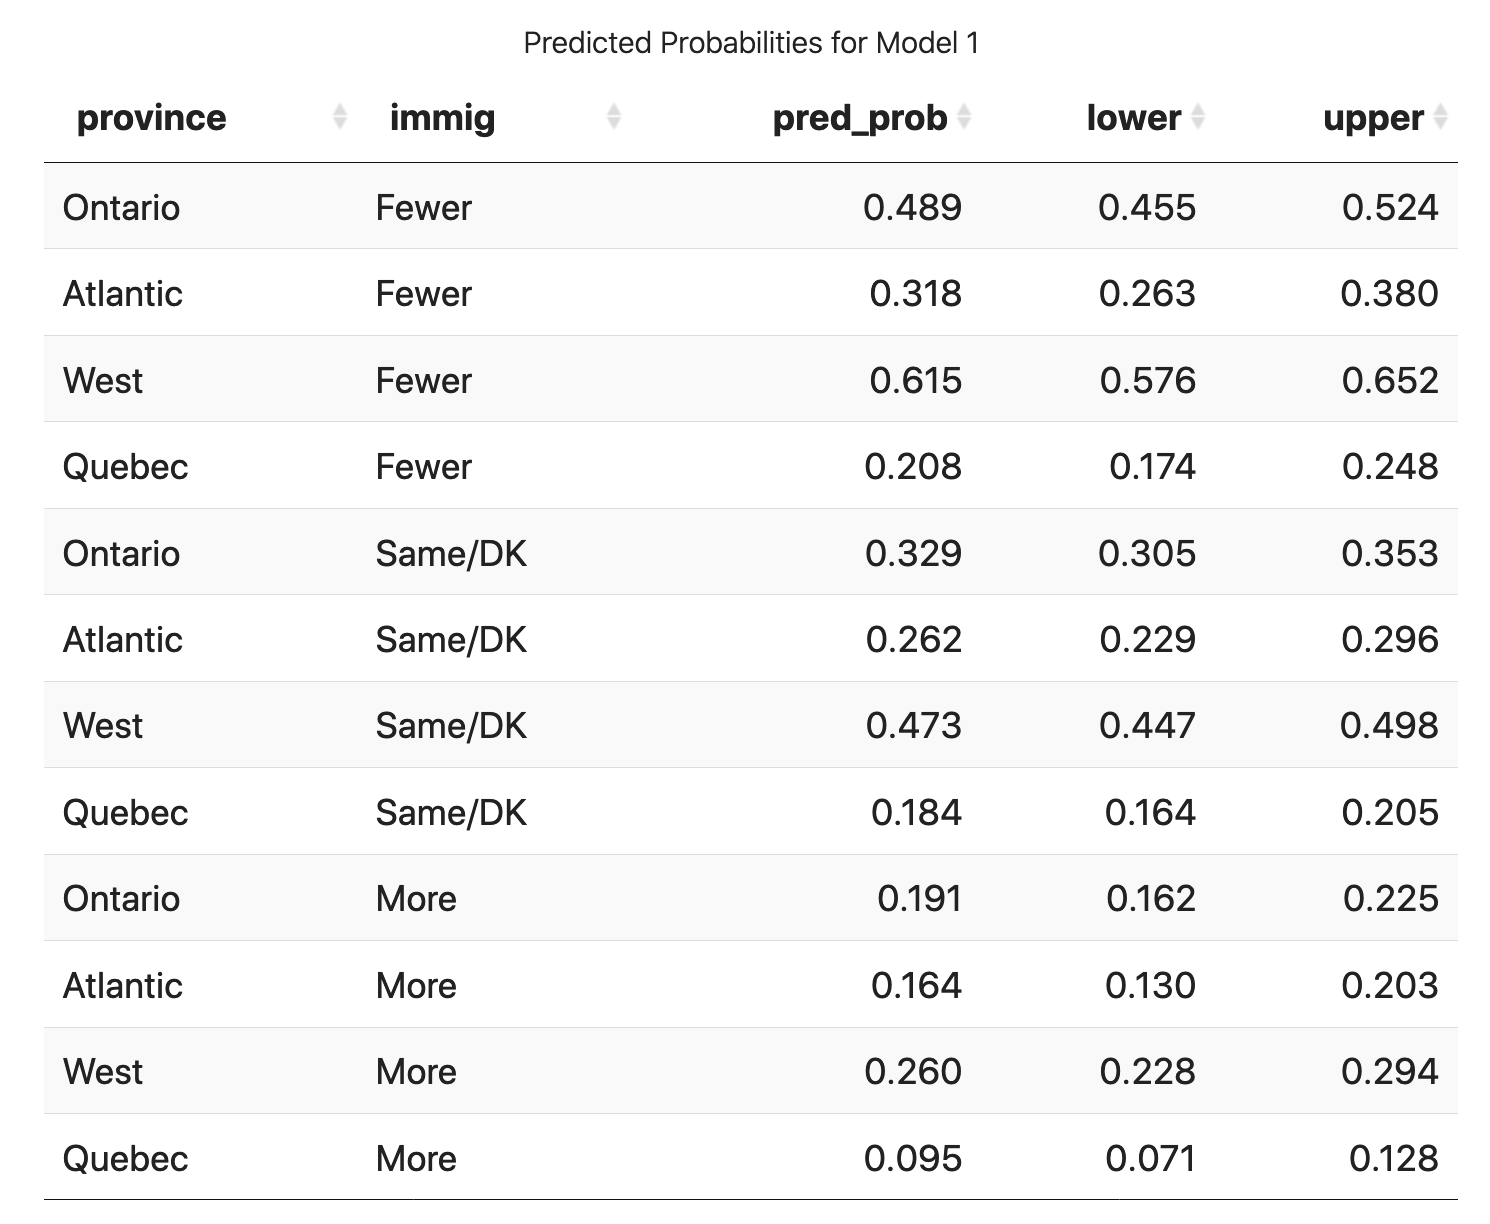 Predicted Probabilities for Model 1
province immig pred_prob lower upper
Ontario Fewer 0.489 0.455 0.524
Atlantic Fewer 0.318 0.263 0.380
West Fewer 0.615 0.576 0.652
Quebec Fewer 0.208 0.174 0.248
Ontario Same/DK 0.329 0.305 0.353
Atlantic Same/DK 0.262 0.229 0.296
West Same/DK 0.473 0.447 0.498
Quebec Same/DK 0.184 0.164 0.205
Ontario More 0.191 0.162 0.225
Atlantic More 0.164 0.130 0.203
West More 0.260 0.228 0.294
Quebec More 0.095 0.071 0.128